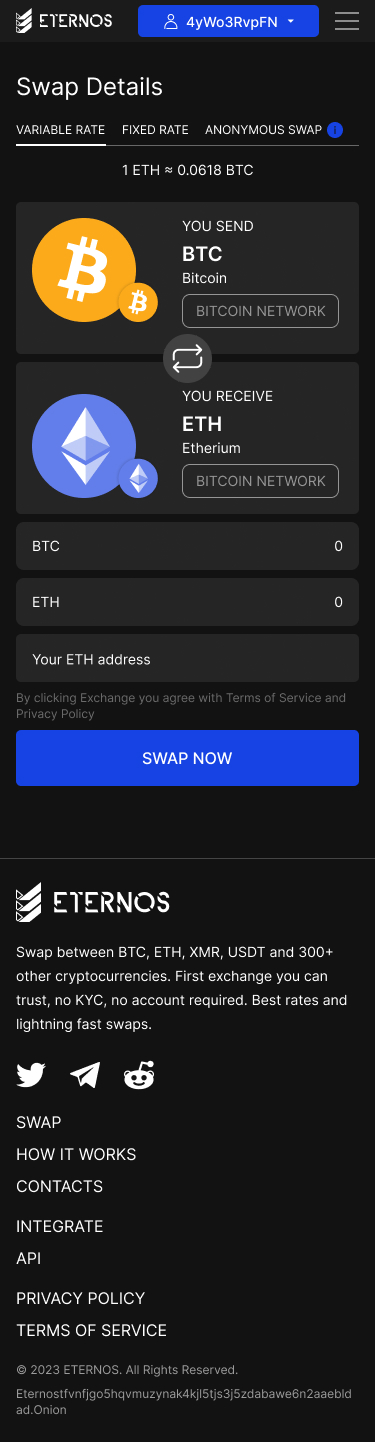 ETERNOS
4yWo3RvpFN
Swap Details
VARIABLE RATE
FIXED RATE
ANONYMOUS SWAP
i
1 ETH ≈ 0.0618 BTC
YOU SEND
BTC
Bitcoin
BITCOIN NETWORK
YOU RECEIVE
ETH
Etherium
BITCOIN NETWORK
BTC 0
ETH 0
Your ETH address
By clicking Exchange you agree with Terms of Service and
Privacy Policy
SWAP NOW
ETERNOS
Swap between BTC, ETH, XMR, USDT and 300+
other cryptocurrencies. First exchange you can
trust, no KYC, no account required. Best rates and
lightning fast swaps.
SWAP
HOW IT WORKS
CONTACTS
INTEGRATE
API
PRIVACY POLICY
TERMS OF SERVICE
© 2023 ETERNOS. All Rights Reserved.
Eternostfvnfjgo5hqvmuzynak4kjl5tjs3j5zdabawe6n2aaebld
ad.Onion